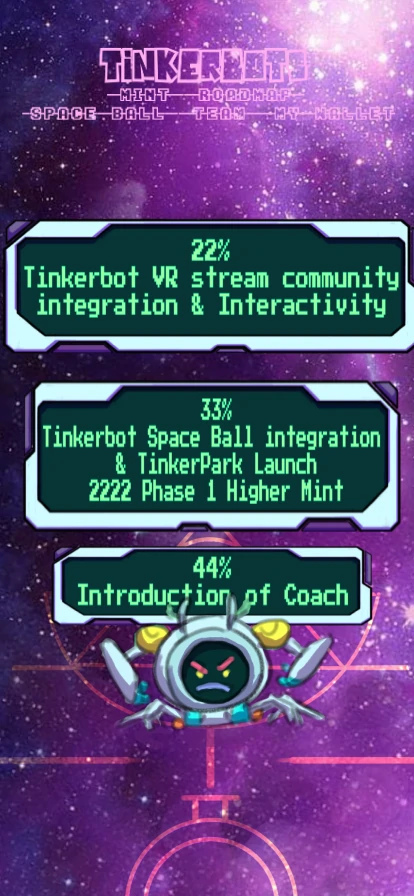 TINKERBOTS
MINT ROADMAP
SPACE BALL TEAM MY WALLET
22%
Tinkerbot VR stream community
integration & Interactivity
33%
Tinkerbot Space Ball integration
& TinkerPark Launch
2222 Phase 1 Higher Mint
44%
Introduction of Coach